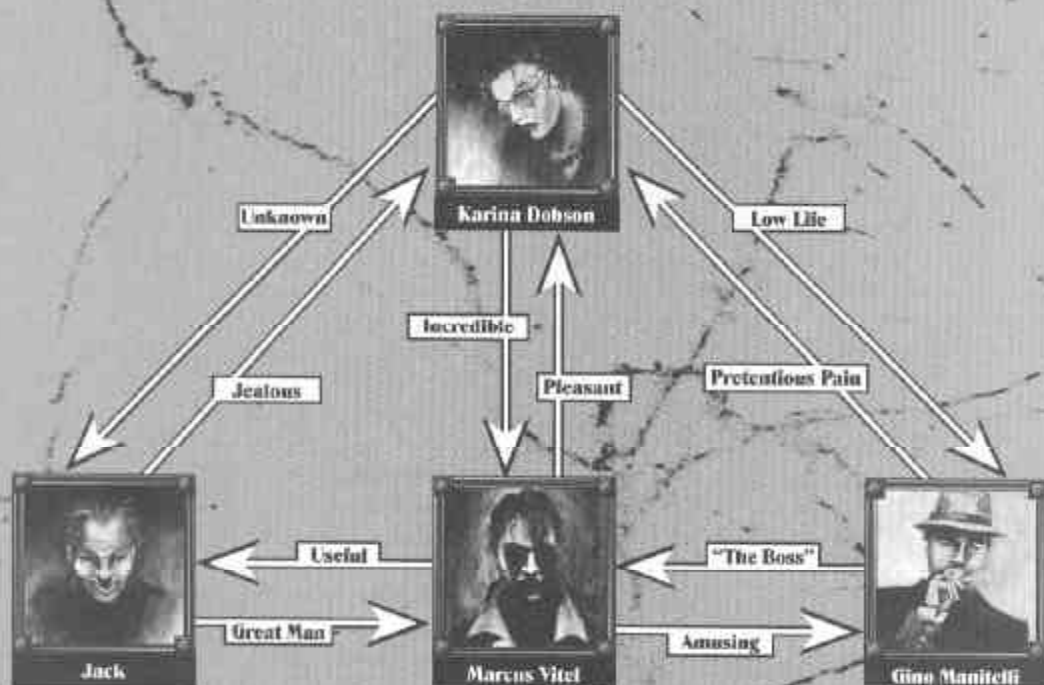 Karina Dobson
Unknown
Low Life
Incredible
Jealous
Pleasant
Pretentious Pain
Useful
"The Boss"
Great Man
Amusing
Jack
Marcus Vitel
Gino Manitelli